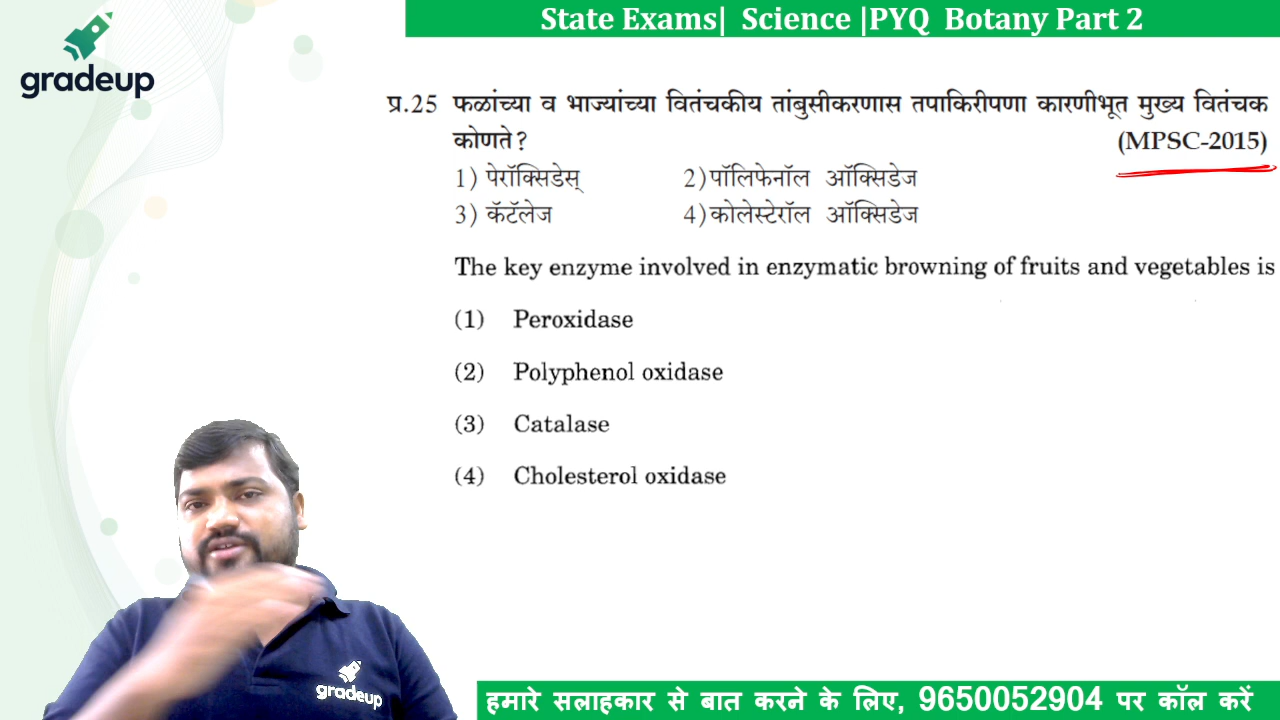 gradeup
State Exams| Science |PYQ Botany Part 2
प्र.25 फळांच्या व भाज्यांच्या वितंचकीय तांबुसीकरणास तपाकिरीपणा कारणीभूत मुख्य वितंचक
कोणते? (MPSC-2015)
1) पेरॉक्सिडेस् 2)पॉलिफेनॉल ऑक्सिडेज
3) कॅटॅलेज 4)कोलेस्टेरॉल ऑक्सिडेज
The key enzyme involved in enzymatic browning of fruits and vegetables is
(1) Peroxidase
(2) Polyphenol oxidase
(3) Catalase
(4) Cholesterol oxidase
gradeup
हमारे सलाहकार से बात करने के लिए, 9650052904 पर कॉल करें